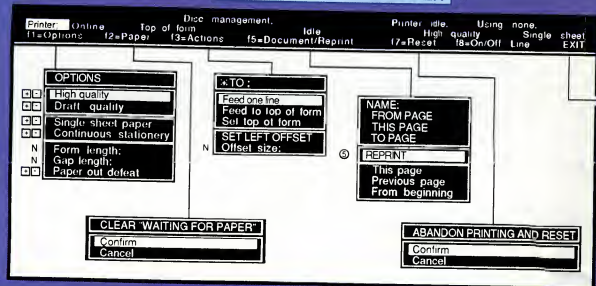 Printer: Online Top of form Disc management. Idle Printer idle. Using none. High quality Single sheet
f1=Options f2=Paper f3=Actions f5=Document/Reprint f7=Reset f8=On/Off Line EXIT
OPTIONS
+ - High quality
+ - Draft quality
+ - Single sheet paper
+ - Continuous stationery
N Form length:
N Gap length:
+ - Paper out defeat
*TO:
Feed one line
Feed to top of form
Set top of form
SET LEFT OFFSET
N Offset size:
NAME:
FROM PAGE
THIS PAGE
TO PAGE
S REPRINT
This page
Previous page
From beginning
CLEAR "WAITING FOR PAPER"
Confirm
Cancel
ABANDON PRINTING AND RESET
Confirm
Cancel